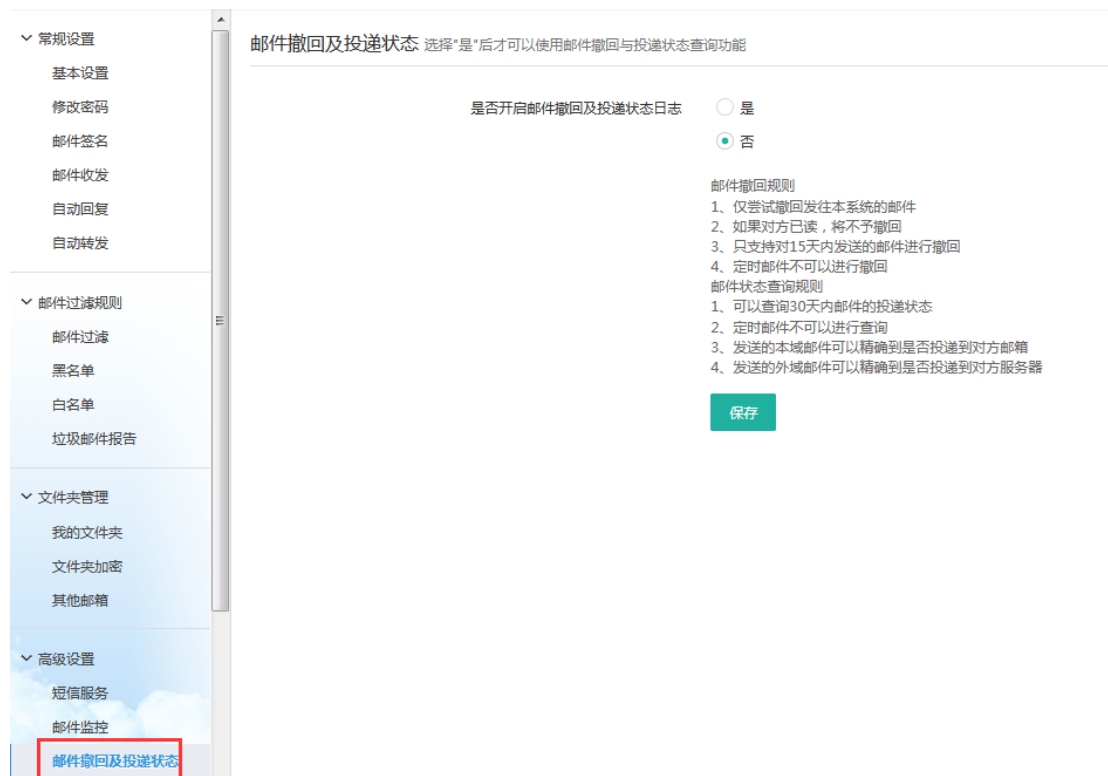 常规设置
基本设置
修改密码
邮件签名
邮件收发
自动回复
自动转发
邮件过滤规则
邮件过滤
黑名单
白名单
垃圾邮件报告
文件夹管理
我的文件夹
文件夹加密
其他邮箱
高级设置
短信服务
邮件监控
邮件撤回及投递状态
邮件撤回及投递状态 选择"是"后才可以使用邮件撤回与投递状态查询功能
是否开启邮件撤回及投递状态日志 是
否
邮件撤回规则
1、仅尝试撤回发往本系统的邮件
2、如果对方已读，将不予撤回
3、只支持对15天内发送的邮件进行撤回
4、定时邮件不可以进行撤回
邮件状态查询规则
1、可以查询30天内邮件的投递状态
2、定时邮件不可以进行查询
3、发送的本域邮件可以精确到是否投递到对方邮箱
4、发送的外域邮件可以精确到是否投递到对方服务器
保存